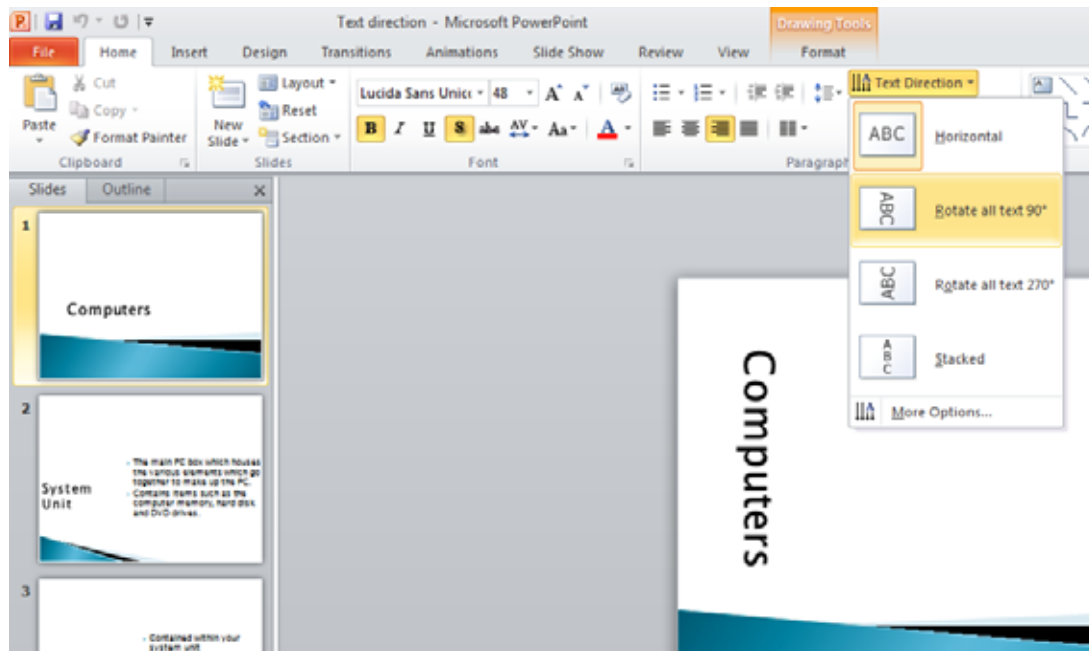 Text direction - Microsoft PowerPoint
Drawing Tools
File Home Insert Design Transitions Animations Slide Show Review View Format
Paste
Cut
Copy
Format Painter
Clipboard
New
Slide
Layout
Reset
Section
Slides
Lucida Sans Unic 48
B I U S abc AV Aa A
Font
Paragraph
Text Direction
ABC Horizontal
ABC Rotate all text 90°
ABC Rotate all text 270°
ABC Stacked
More Options...
Slides Outline
1
Computers
2
System
Unit
The main PC box which houses
the various elements which go
together to make up the PC.
Contains items such as the
computer memory, hard disk
and DVD drives.
3
Contained within your
system unit
Computers